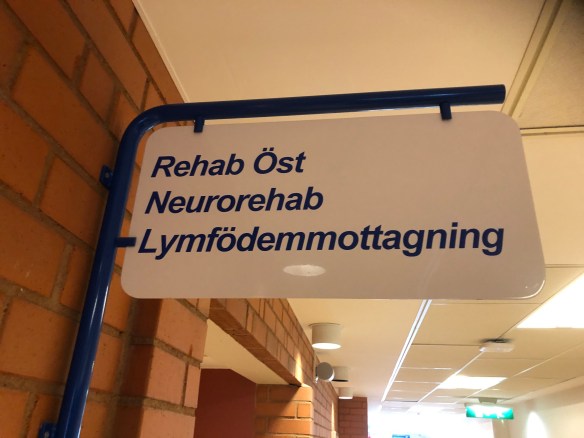 Rehab Öst
Neurorehab
Lymfödemmottagning